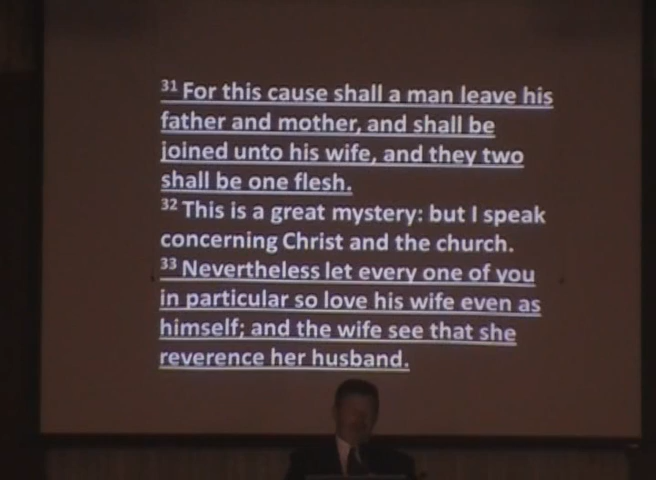 31 For this cause shall a man leave his
father and mother, and shall be
joined unto his wife, and they two
shall be one flesh.
32 This is a great mystery: but I speak
concerning Christ and the church.
33 Nevertheless let every one of you
in particular so love his wife even as
himself; and the wife see that she
reverence her husband.